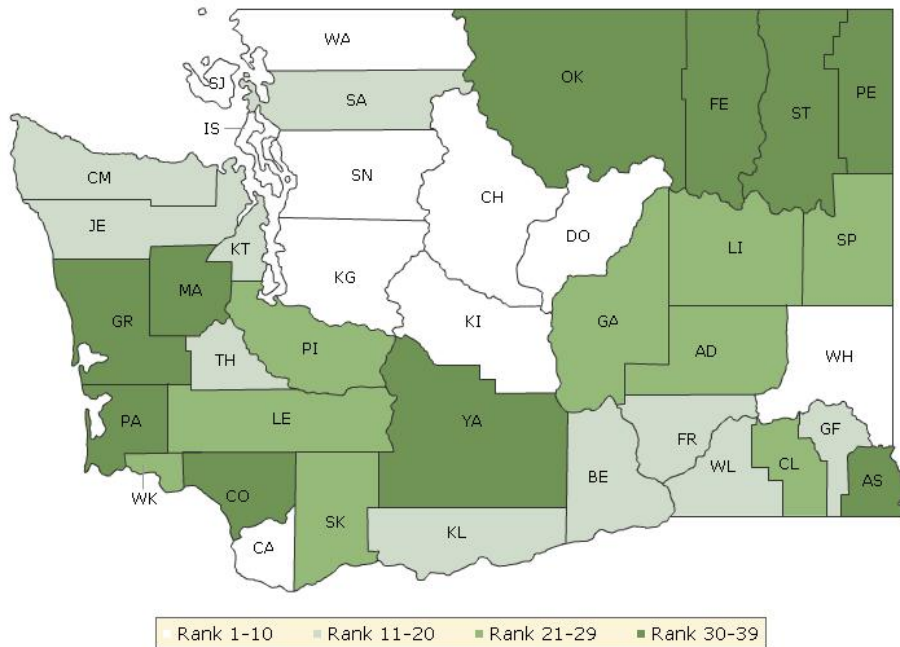 WA
OK
FE
ST
PE
SJ
SA
IS
SN
CH
CM
JE
KT
DO
SP
LI
MA
KG
GR
KI
GA
PI
TH
AD
WH
PA
LE
YA
FR
GF
WK
CO
BE
WL
CL
AS
SK
KL
CA
Rank 1-10 Rank 11-20 Rank 21-29 Rank 30-39